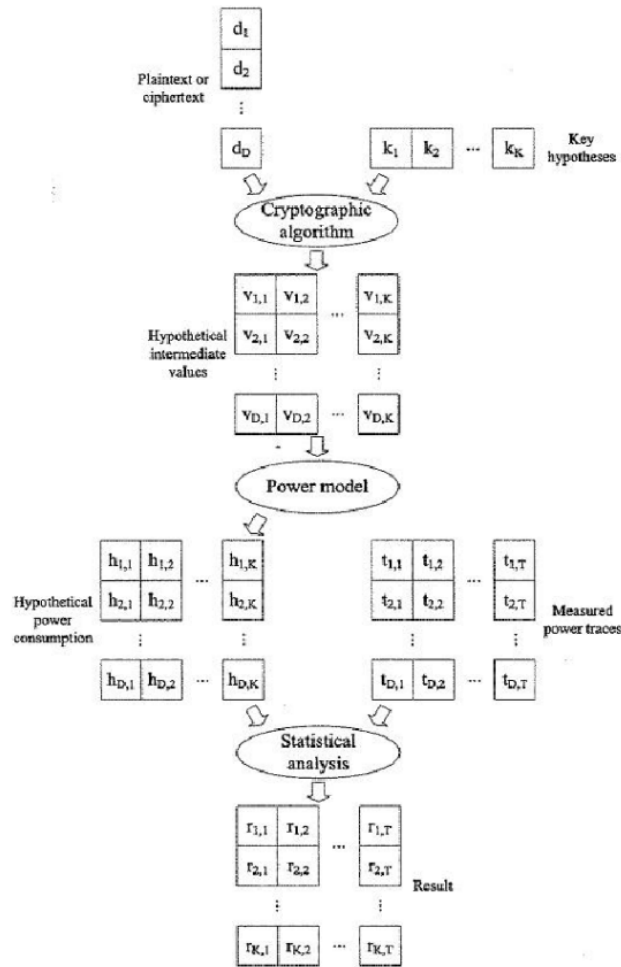 d1
d2
Plaintext or
ciphertext
⋮
dD
k1 k2 ... kK
Key
hypotheses
Cryptographic
algorithm
v1,1 v1,2 ... v1,K
v2,1 v2,2 v2,K
Hypothetical
intermediate
values
⋮ ⋮
vD,1 vD,2 ... vD,K
Power model
h1,1 h1,2 ... h1,K
h2,1 h2,2 h2,K
Hypothetical
power
consumption
⋮ ⋮
hD,1 hD,2 ... hD,K
t1,1 t1,2 ... t1,T
t2,1 t2,2 t2,T
Measured
power traces
⋮ ⋮
tD,1 tD,2 ... tD,T
Statistical
analysis
r1,1 r1,2 ... r1,T
r2,1 r2,2 r2,T
Result
⋮ ⋮
rK,1 rK,2 ... rK,T